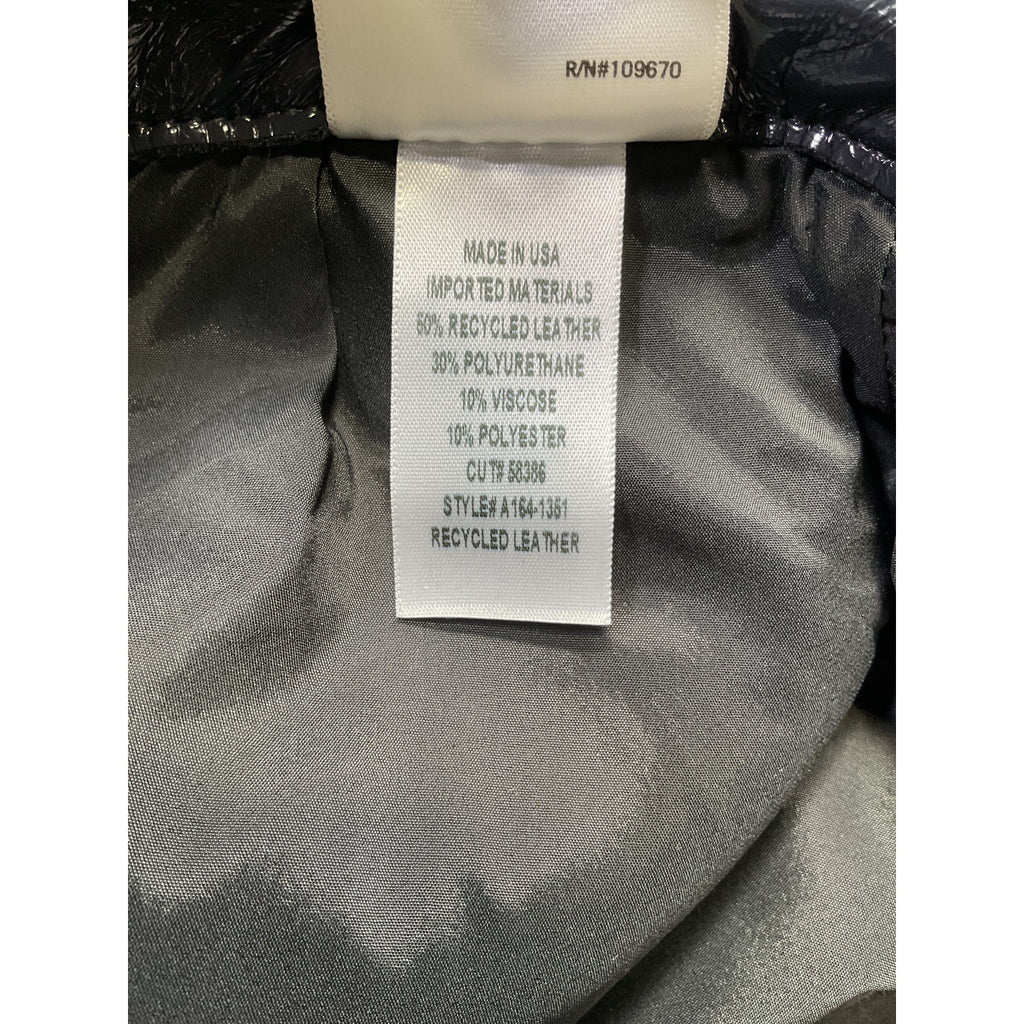 R/N#109670
MADE IN USA
IMPORTED MATERIALS
50% RECYCLED LEATHER
30% POLYURETHANE
10% VISCOSE
10% POLYESTER
CUT# 58386
STYLE# A164-1361
RECYCLED LEATHER